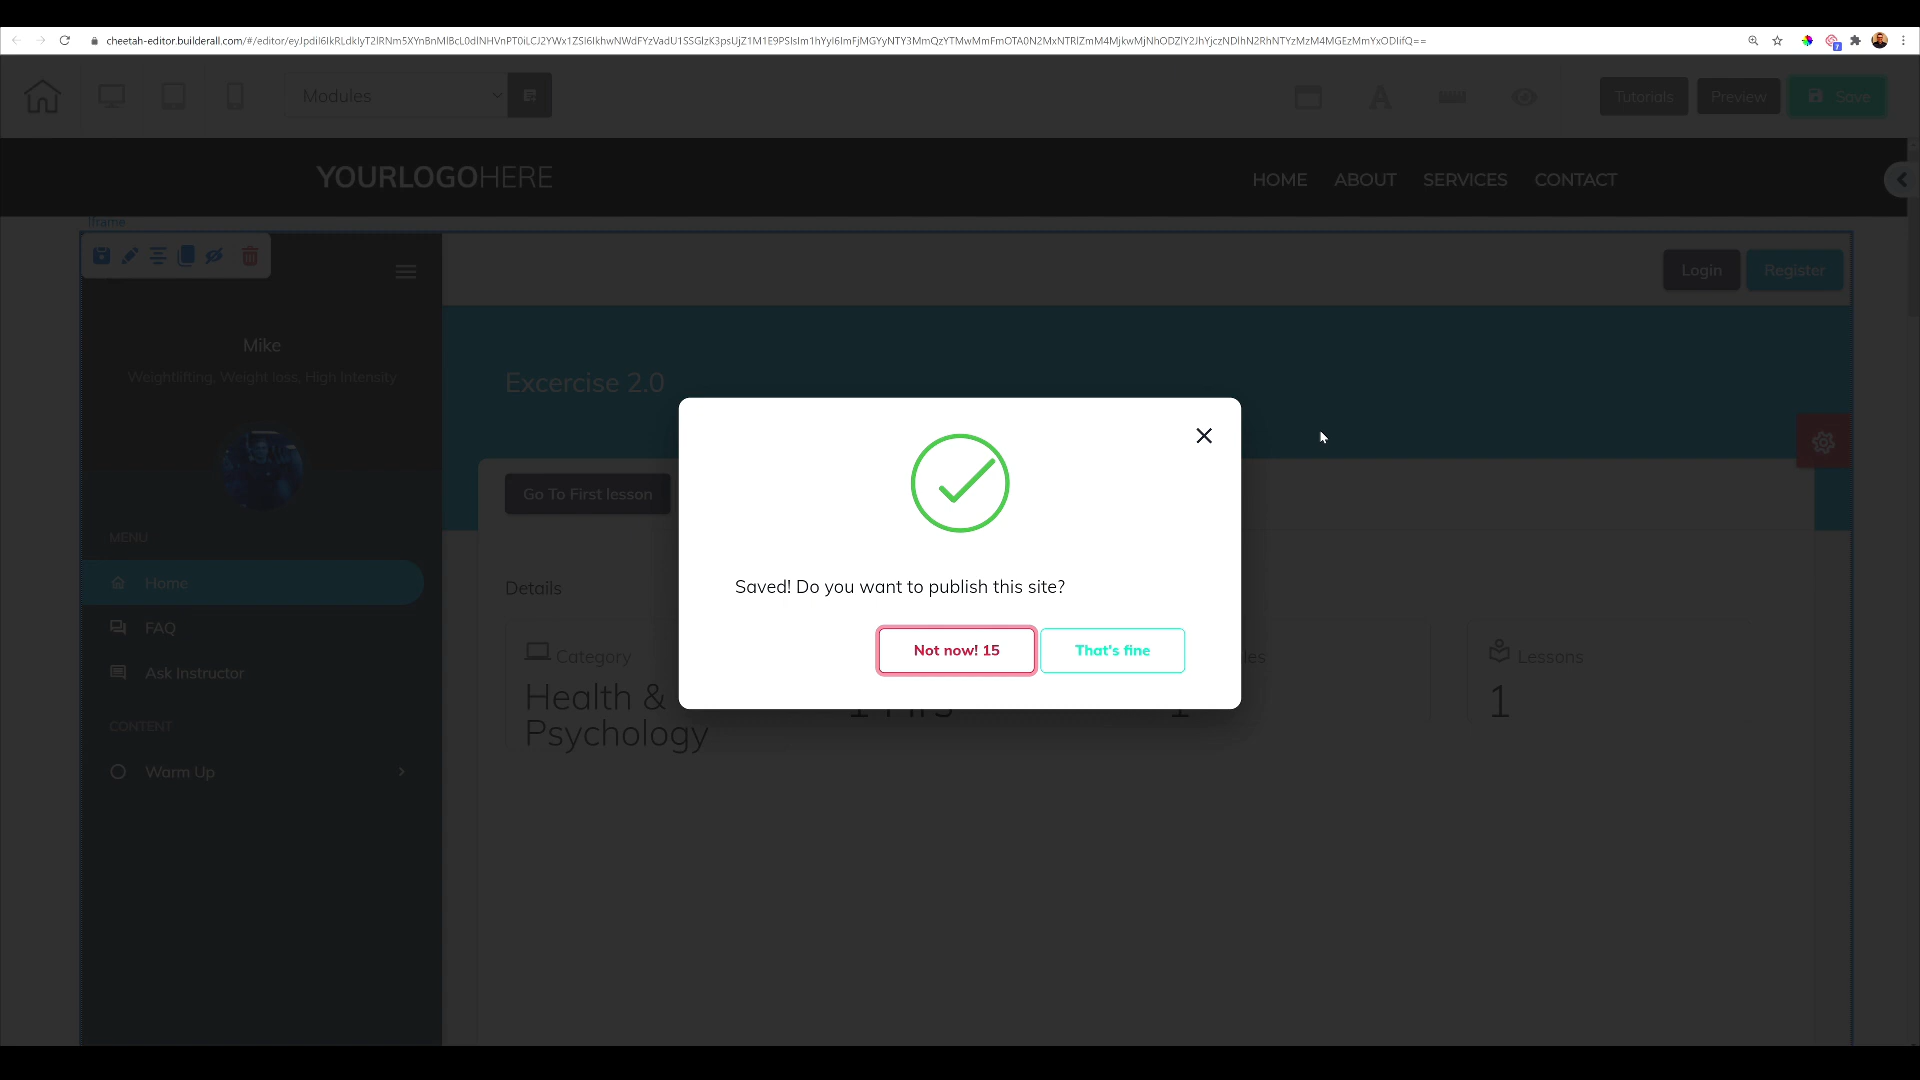 Modules
Tutorials
Preview
Save
YOURLOGOHERE
HOME
ABOUT
SERVICES
CONTACT
Iframe
Login
Register
Mike
Weightlifting, Weight loss, High Intensity
Excercise 2.0
Go To First lesson
MENU
Home
FAQ
Ask Instructor
CONTENT
Warm Up
Details
Category
Health &
Psychology
Lessons
1
Saved! Do you want to publish this site?
Not now! 15
That's fine